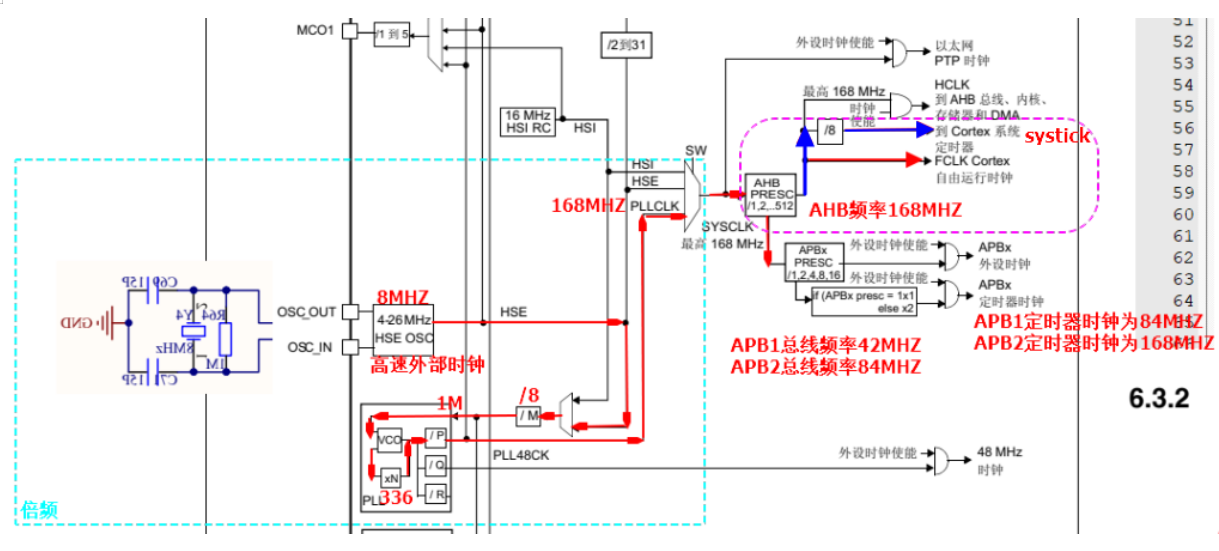 MCO1
/1 到 5
/2到31
外设时钟使能
以太网
PTP 时钟
16 MHz
HSI RC
HSI
最高 168 MHz
时钟
使能
HCLK
到 AHB 总线、内核、
存储器和 DMA
/8
到 Cortex 系统
定时器
systick
FCLK Cortex
自由运行时钟
SW
HSI
HSE
168MHZ
PLLCLK
SYSCLK
最高 168 MHz
AHB
PRESC
/1,2,..512
AHB频率168MHZ
APBx
PRESC
/1,2,4,8,16
外设时钟使能
APBx
外设时钟
外设时钟使能
if (APBx presc = 1x1
else x2
APBx
定时器时钟
APB1定时器时钟为84MHZ
APB2定时器时钟为168MHZ
APB1总线频率42MHZ
APB2总线频率84MHZ
C69
15P
GND
Y4
8MHz
R64
1M
C71
15P
OSC_OUT
OSC_IN
8MHZ
4-26 MHz
HSE OSC
高速外部时钟
HSE
1M
/8
/ M
VCO
xN
336
PLL
/ P
/ Q
/ R
PLL48CK
外设时钟使能
48 MHz
时钟
倍频
51
52
53
54
55
56
57
58
59
60
61
62
63
64
6.3.2